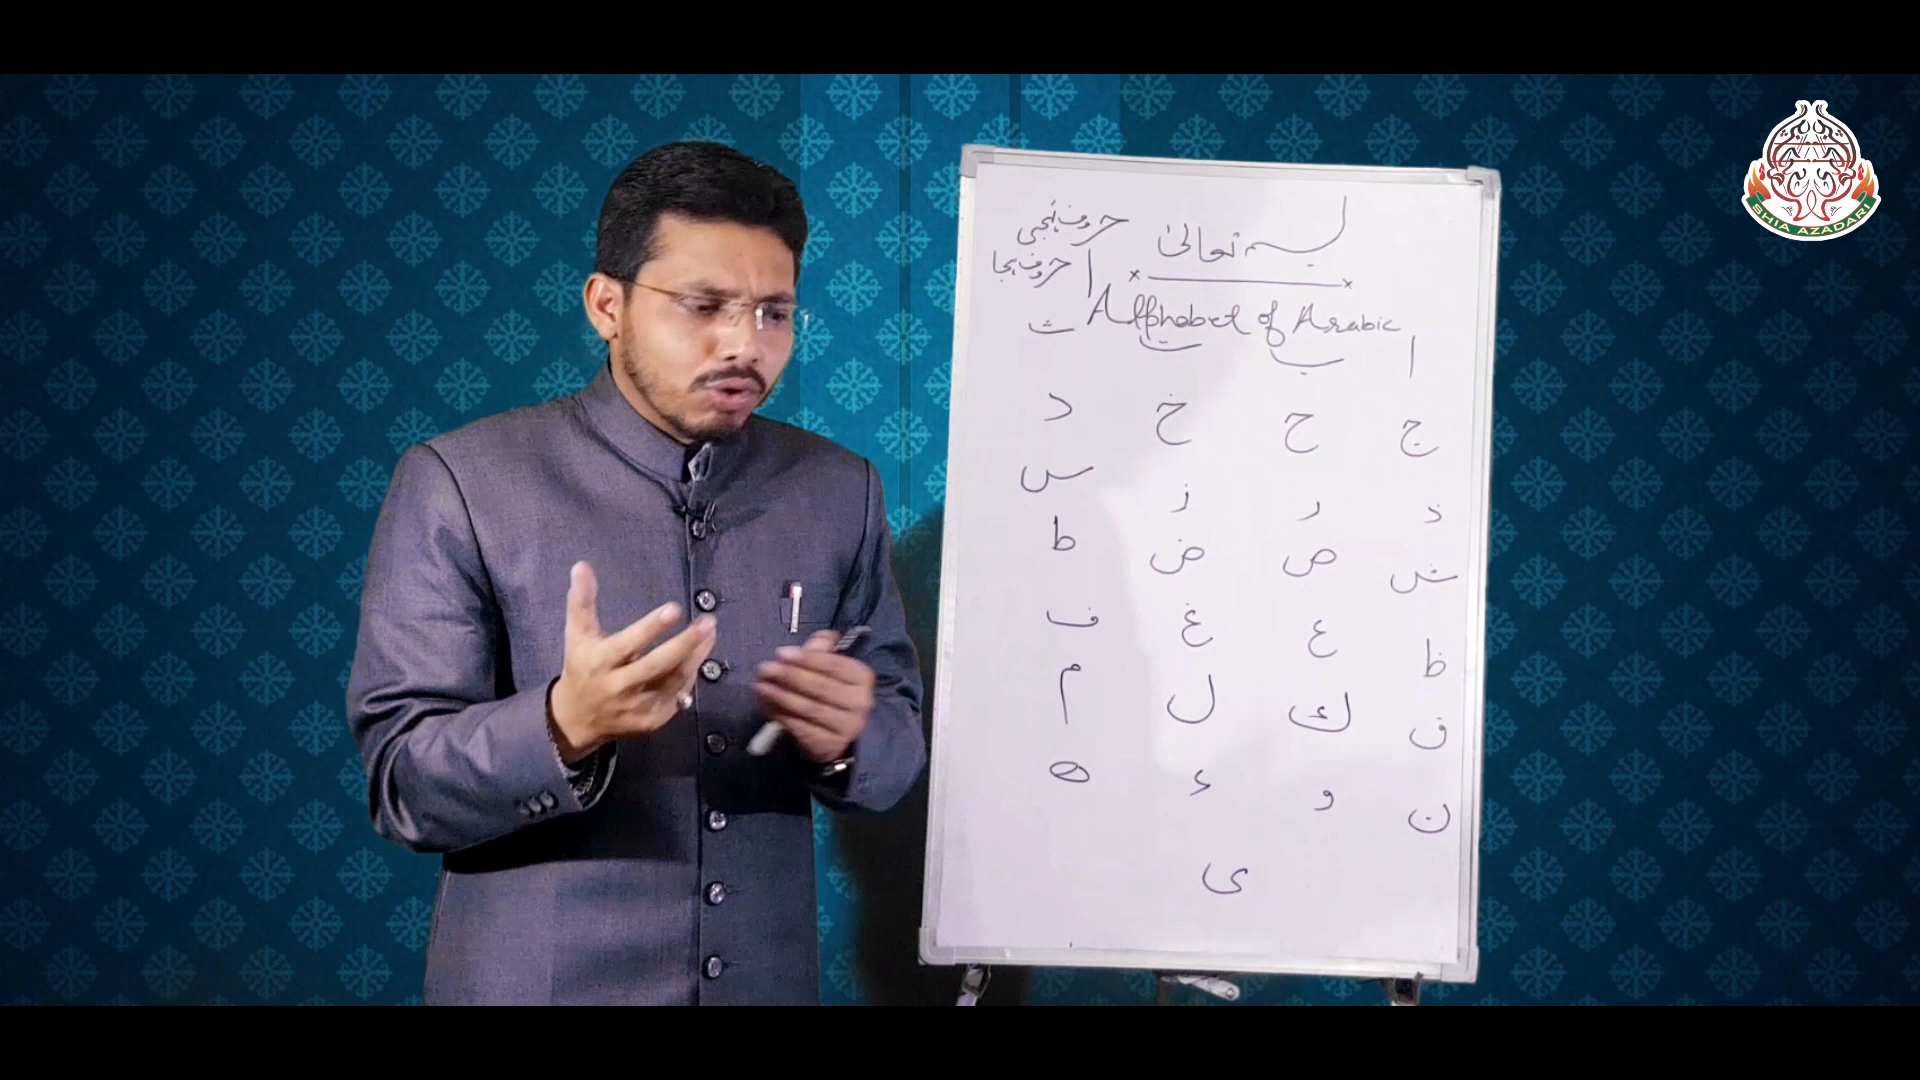 بسمہ تعالیٰ
حروف تہجی
حروف ہجا
Alphabet of Arabic
ا ب ت ث
ج ح خ د
ذ ر ز س
ش ص ض ط
ظ ع غ ف
ق ك ل م
ن و ء ه
ی
SHIA AZADARI